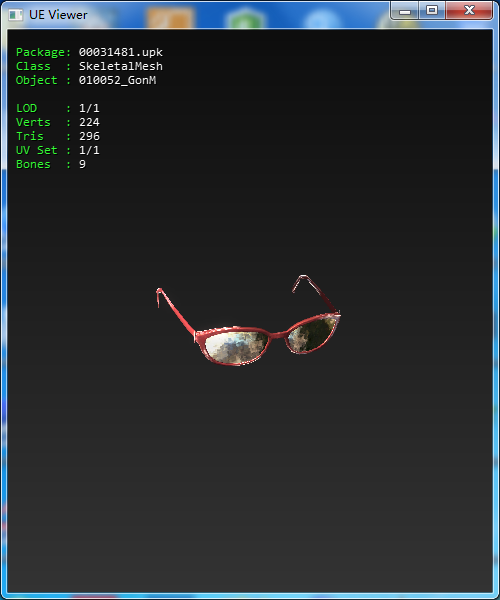 UE Viewer
Package: 00031481.upk
Class  : SkeletalMesh
Object : 010052_GonM
LOD    : 1/1
Verts  : 224
Tris   : 296
UV Set : 1/1
Bones  : 9